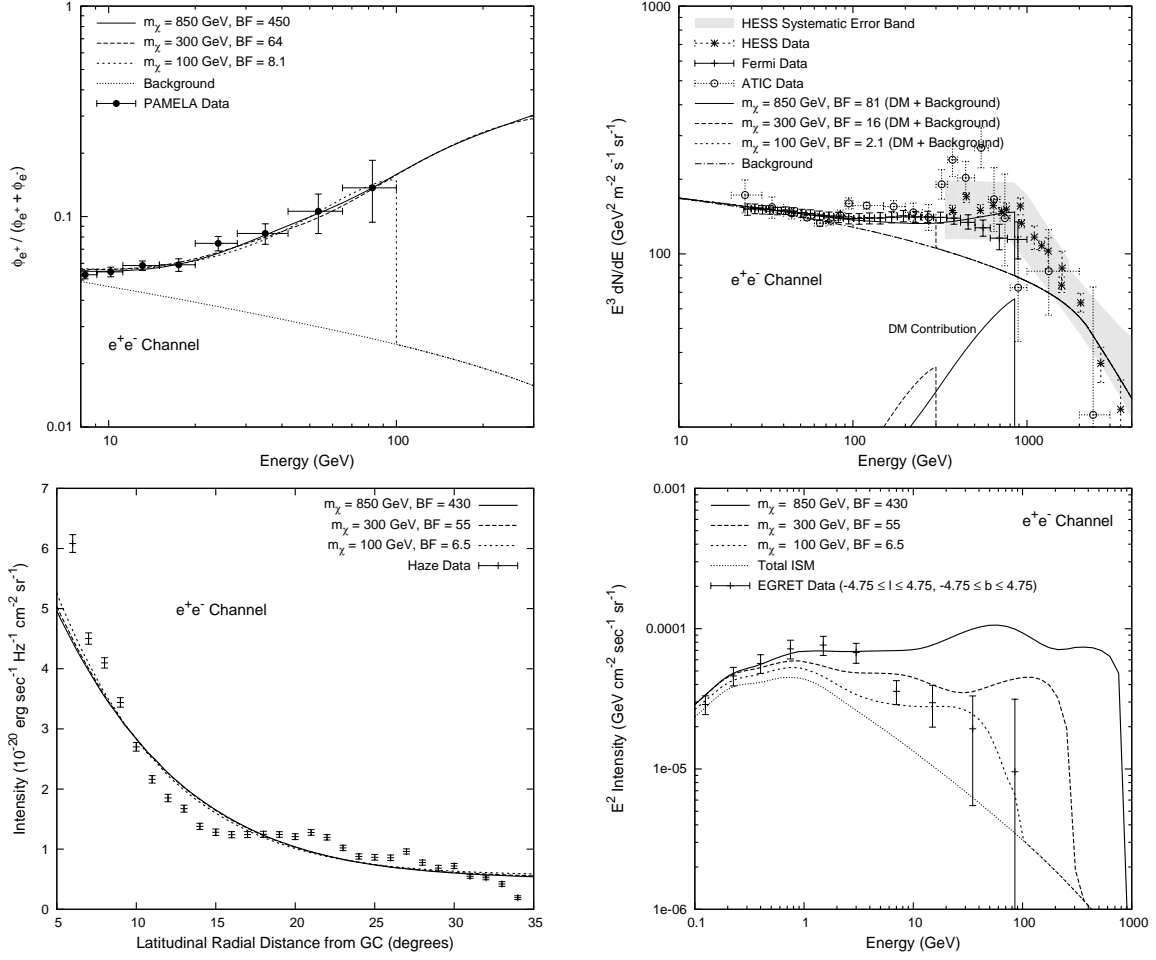 1
0.1
0.01
10
100
ϕ_e+ / (ϕ_e+ + ϕ_e-)
Energy (GeV)
m_χ = 850 GeV, BF = 450
m_χ = 300 GeV, BF = 64
m_χ = 100 GeV, BF = 8.1
Background
PAMELA Data
e+e- Channel
1000
100
10
100
1000
E^3 dN/dE (GeV^2 m^-2 s^-1 sr^-1)
Energy (GeV)
HESS Systematic Error Band
HESS Data
Fermi Data
ATIC Data
m_χ = 850 GeV, BF = 81 (DM + Background)
m_χ = 300 GeV, BF = 16 (DM + Background)
m_χ = 100 GeV, BF = 2.1 (DM + Background)
Background
e+e- Channel
DM Contribution
7
6
5
4
3
2
1
0
5
10
15
20
25
30
35
Intensity (10^-20 erg sec^-1 Hz^-1 cm^-2 sr^-1)
Latitudinal Radial Distance from GC (degrees)
m_χ = 850 GeV, BF = 430
m_χ = 300 GeV, BF = 55
m_χ = 100 GeV, BF = 6.5
Haze Data
e+e- Channel
0.001
0.0001
1e-05
1e-06
0.1
1
10
100
1000
E^2 Intensity (GeV cm^-2 sec^-1 sr^-1)
Energy (GeV)
m_χ = 850 GeV, BF = 430
m_χ = 300 GeV, BF = 55
m_χ = 100 GeV, BF = 6.5
Total ISM
EGRET Data (-4.75 ≤ l ≤ 4.75, -4.75 ≤ b ≤ 4.75)
e+e- Channel